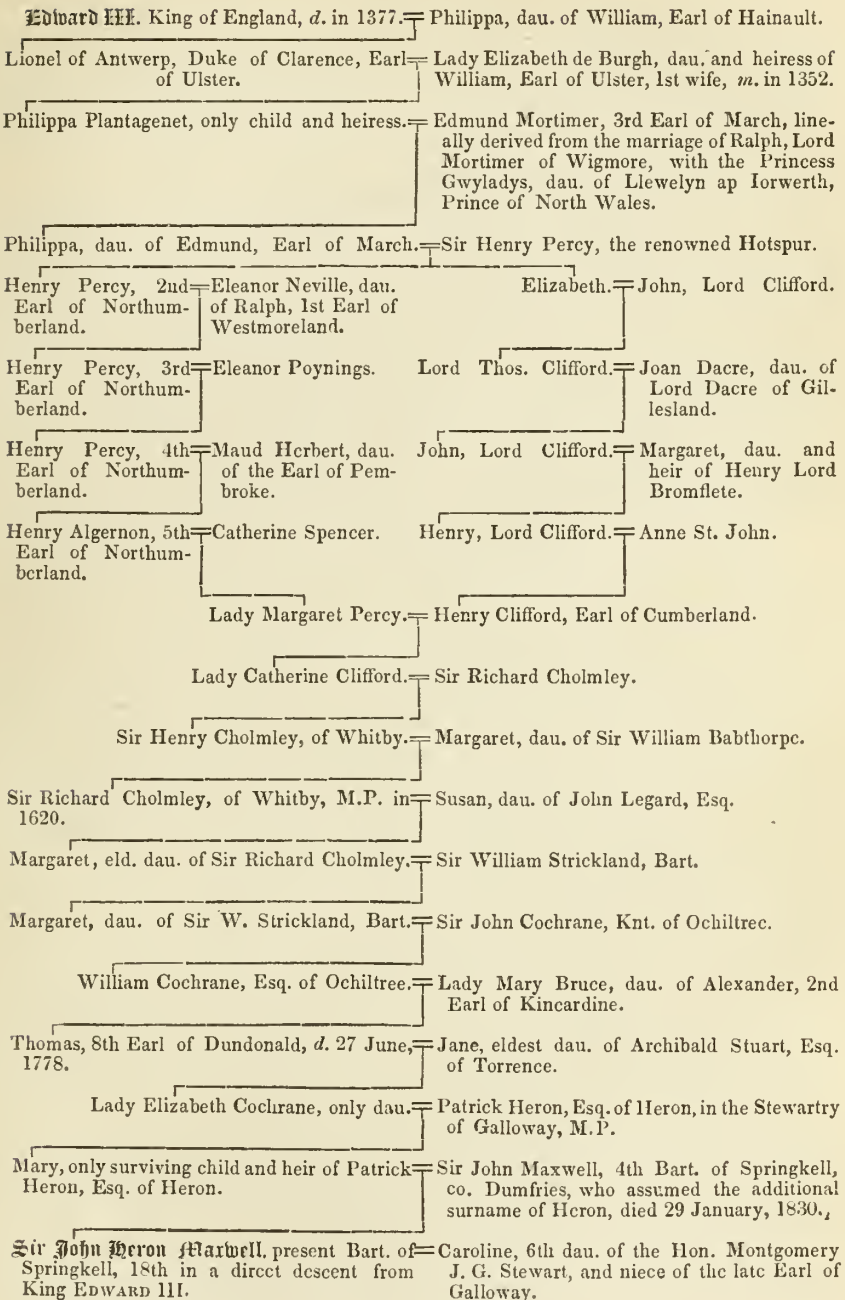 Edward III. King of England, d. in 1377.
Philippa, dau. of William, Earl of Hainault.
Lionel of Antwerp, Duke of Clarence, Earl
of Ulster.
Lady Elizabeth de Burgh, dau. and heiress of
William, Earl of Ulster, 1st wife, m. in 1352.
Philippa Plantagenet, only child and heiress.
Edmund Mortimer, 3rd Earl of March, line-
ally derived from the marriage of Ralph, Lord
Mortimer of Wigmore, with the Princess
Gwyladys, dau. of Llewelyn ap Iorwerth,
Prince of North Wales.
Philippa, dau. of Edmund, Earl of March.
Sir Henry Percy, the renowned Hotspur.
Henry Percy, 2nd
Earl of Northum-
berland.
Eleanor Neville, dau.
of Ralph, 1st Earl of
Westmoreland.
Elizabeth.
John, Lord Clifford.
Henry Percy, 3rd
Earl of Northum-
berland.
Eleanor Poynings.
Lord Thos. Clifford.
Joan Dacre, dau. of
Lord Dacre of Gil-
lesland.
Henry Percy, 4th
Earl of Northum-
berland.
Maud Herbert, dau.
of the Earl of Pem-
broke.
John, Lord Clifford.
Margaret, dau. and
heir of Henry Lord
Bromflete.
Henry Algernon, 5th
Earl of Northum-
berland.
Catherine Spencer.
Henry, Lord Clifford.
Anne St. John.
Lady Margaret Percy.
Henry Clifford, Earl of Cumberland.
Lady Catherine Clifford.
Sir Richard Cholmley.
Sir Henry Cholmley, of Whitby.
Margaret, dau. of Sir William Babthorpe.
Sir Richard Cholmley, of Whitby, M.P. in
1620.
Susan, dau. of John Legard, Esq.
Margaret, eld. dau. of Sir Richard Cholmley.
Sir William Strickland, Bart.
Margaret, dau. of Sir W. Strickland, Bart.
Sir John Cochrane, Knt. of Ochiltree.
William Cochrane, Esq. of Ochiltree.
Lady Mary Bruce, dau. of Alexander, 2nd
Earl of Kincardine.
Thomas, 8th Earl of Dundonald, d. 27 June,
1778.
Jane, eldest dau. of Archibald Stuart, Esq.
of Torrence.
Lady Elizabeth Cochrane, only dau.
Patrick Heron, Esq. of Heron, in the Stewartry
of Galloway, M.P.
Mary, only surviving child and heir of Patrick
Heron, Esq. of Heron.
Sir John Maxwell, 4th Bart. of Springkell,
co. Dumfries, who assumed the additional
surname of Heron, died 29 January, 1830.
Sir John Heron Maxwell, present Bart. of
Springkell, 18th in a direct descent from
King EDWARD III.
Caroline, 6th dau. of the Hon. Montgomery
J. G. Stewart, and niece of the late Earl of
Galloway.